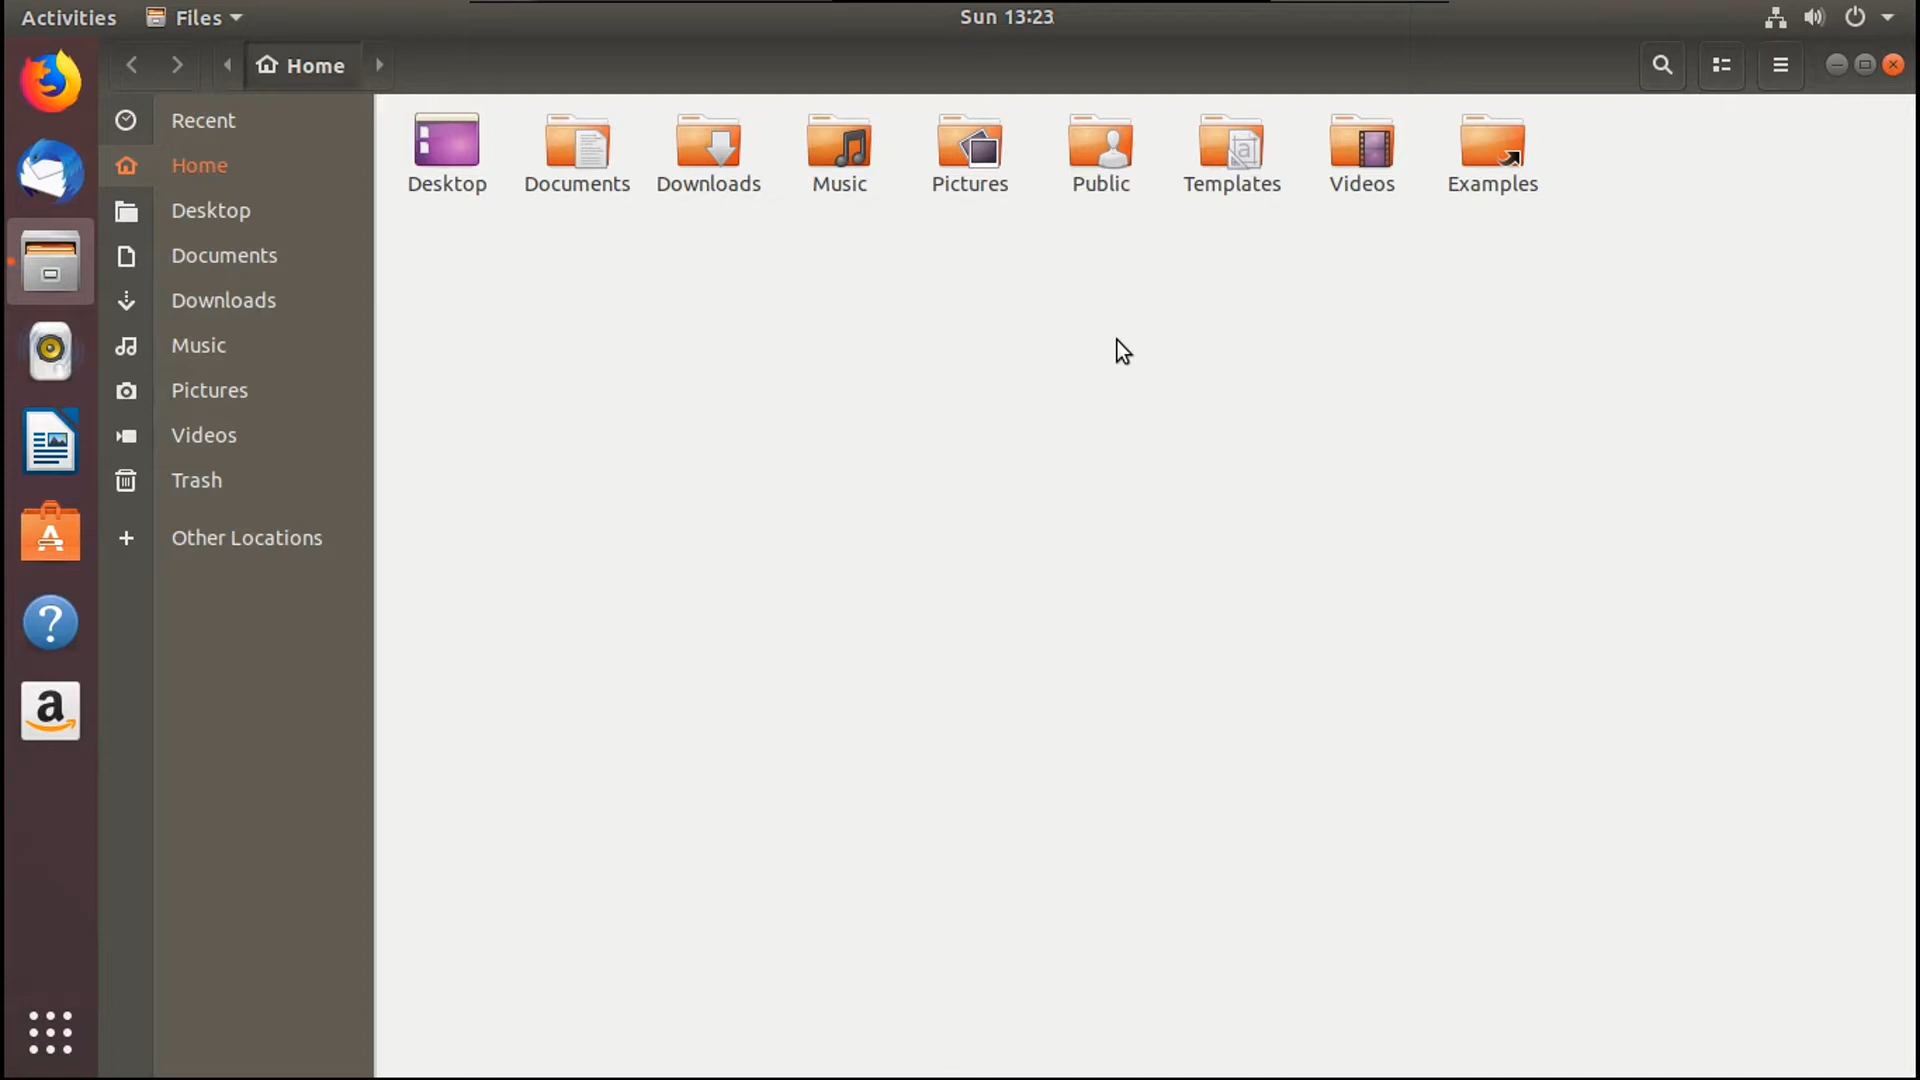 Activities Files Sun 13:23
Home
Recent
Home
Desktop
Documents
Downloads
Music
Pictures
Videos
Trash
Other Locations
Desktop Documents Downloads Music Pictures Public Templates Videos Examples